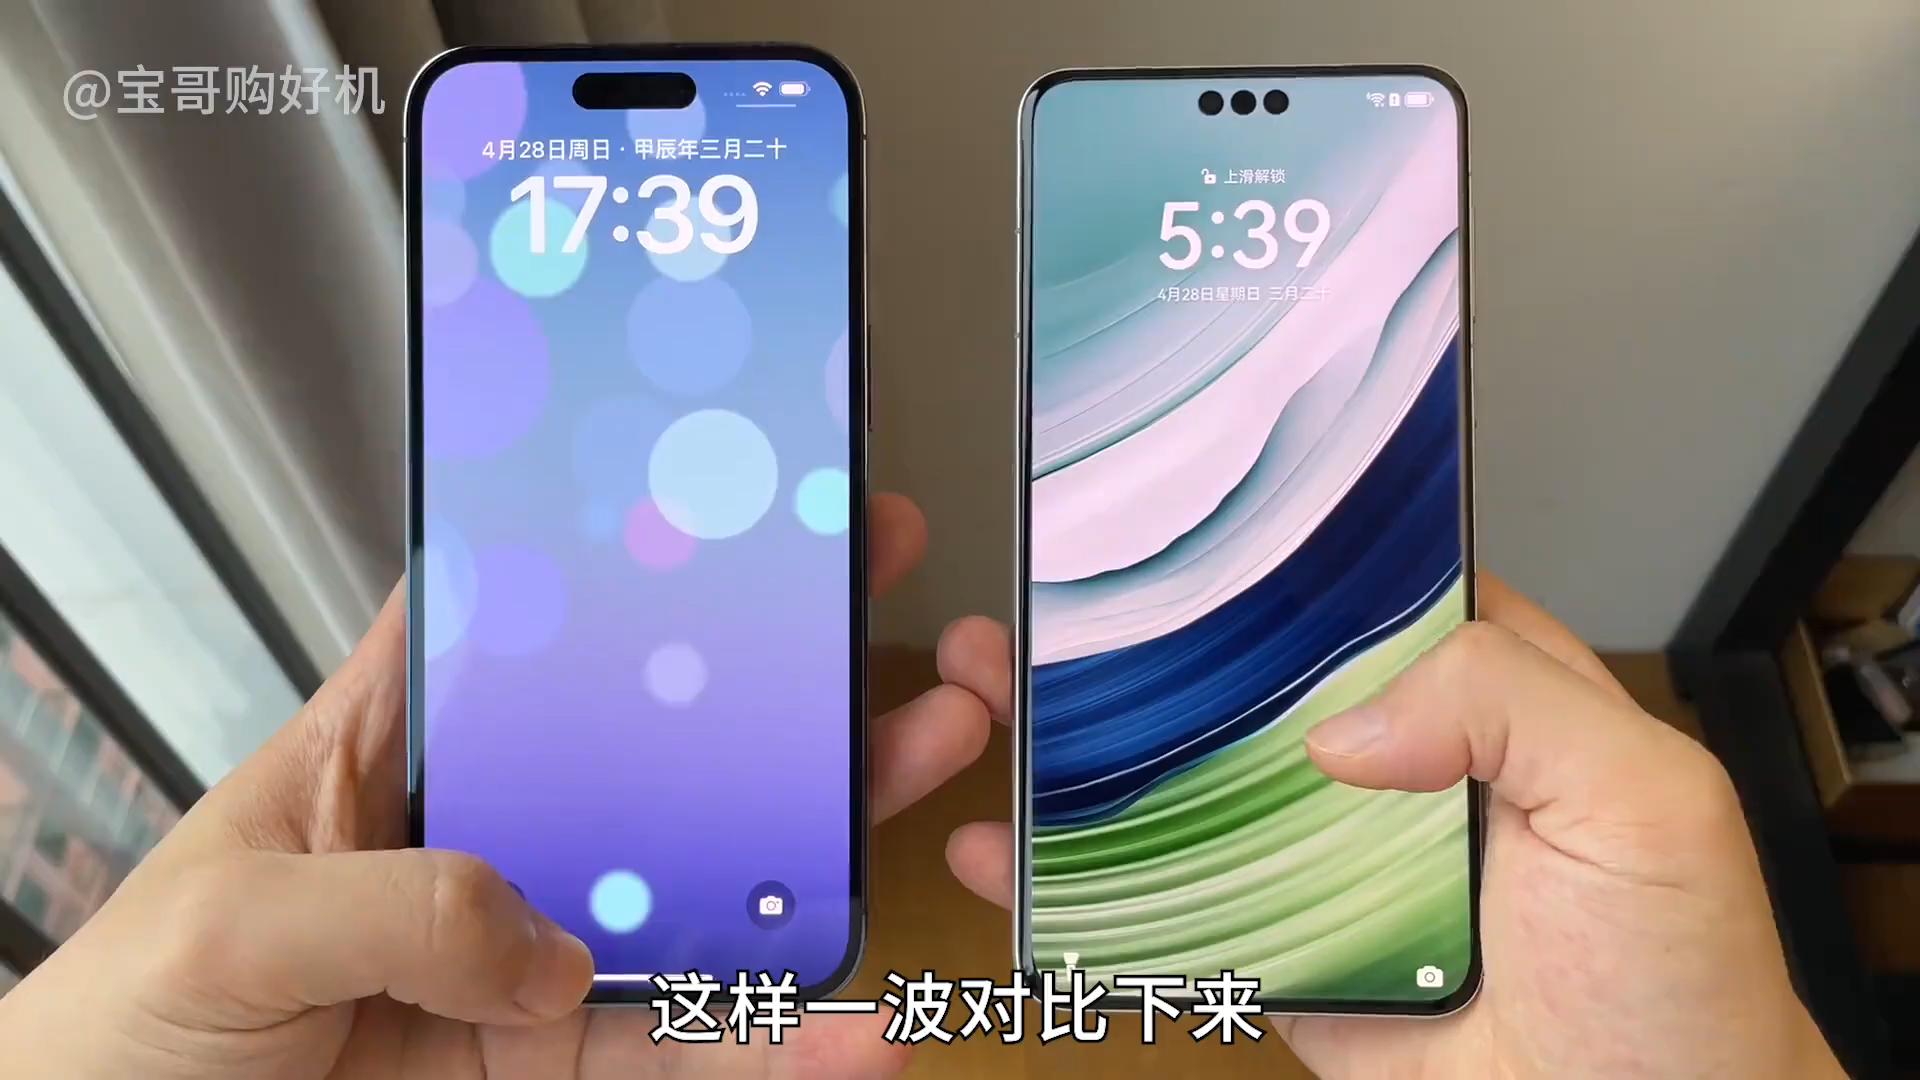 @宝哥购好机
4月28日周日·甲辰年三月二十
17:39
上滑解锁
5:39
4月28日星期日 三月二十
这样一波对比下来